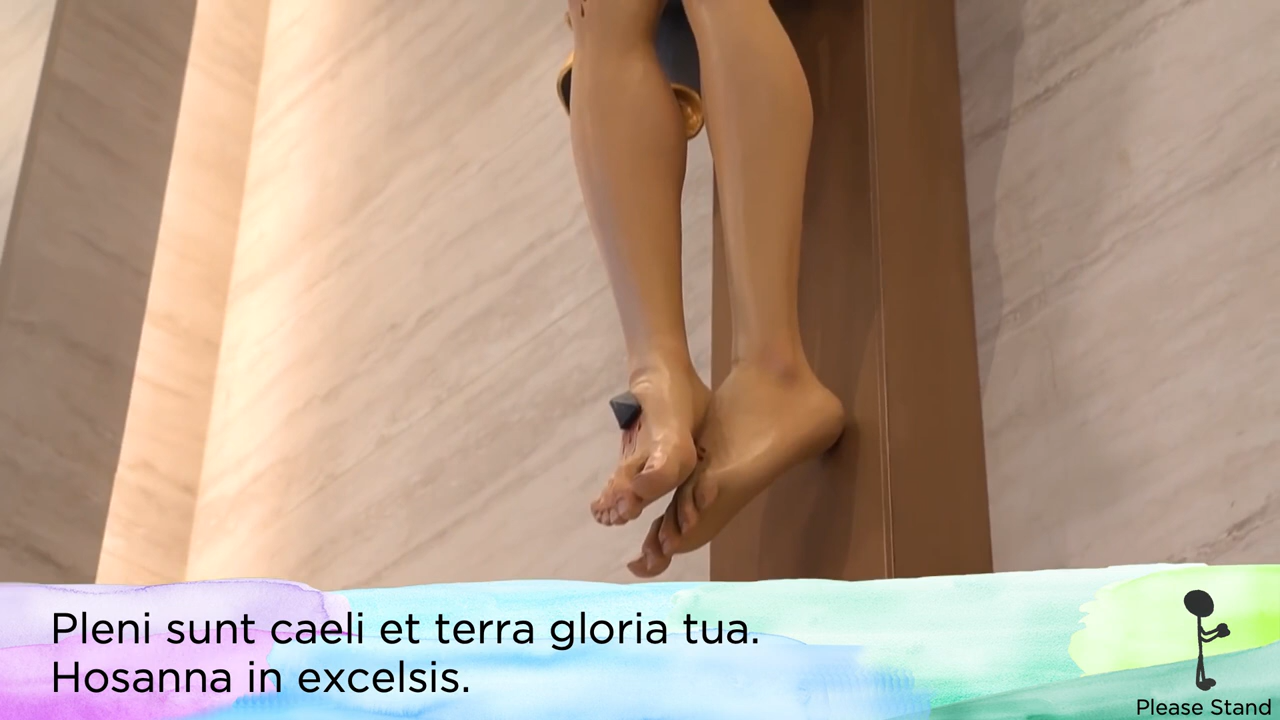 Pleni sunt caeli et terra gloria tua.
Hosanna in excelsis.
Please Stand